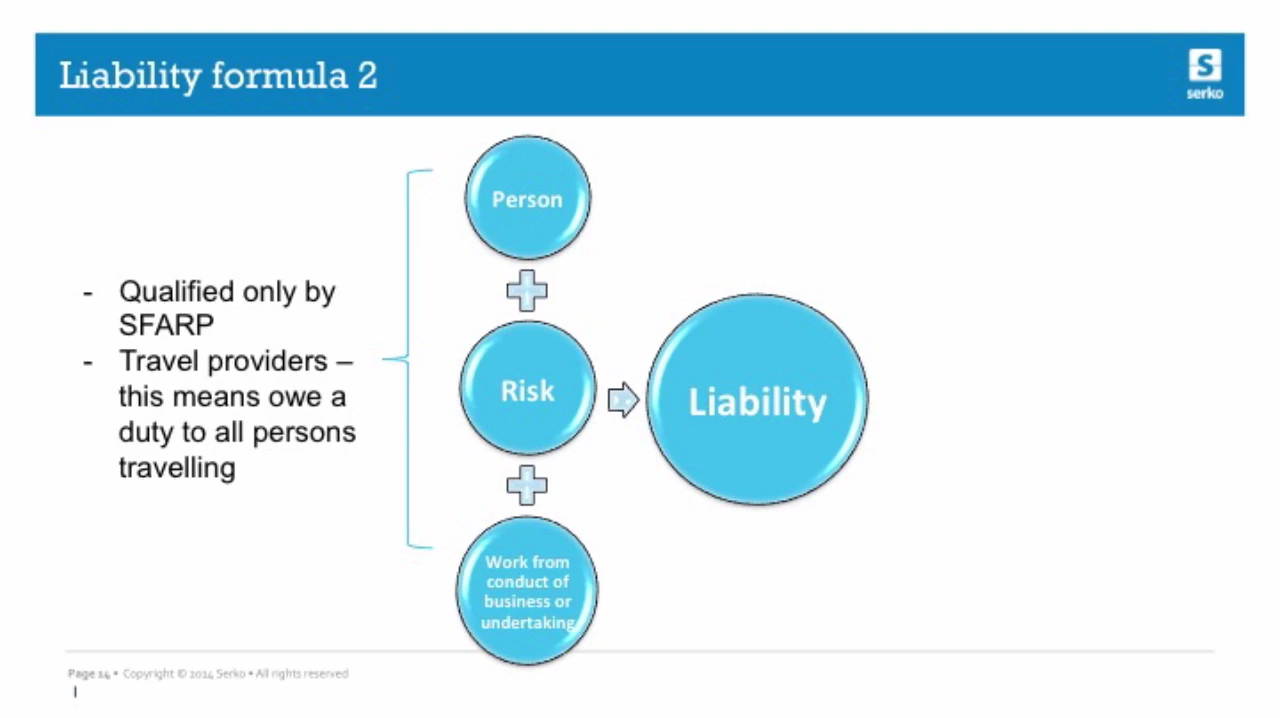 Liability formula 2
S
serko
Person
- Qualified only by
SFARP
- Travel providers –
this means owe a
duty to all persons
travelling
Risk
Liability
Work from
conduct of
business or
undertaking
Page 14 • Copyright © 2014 Serko • All rights reserved